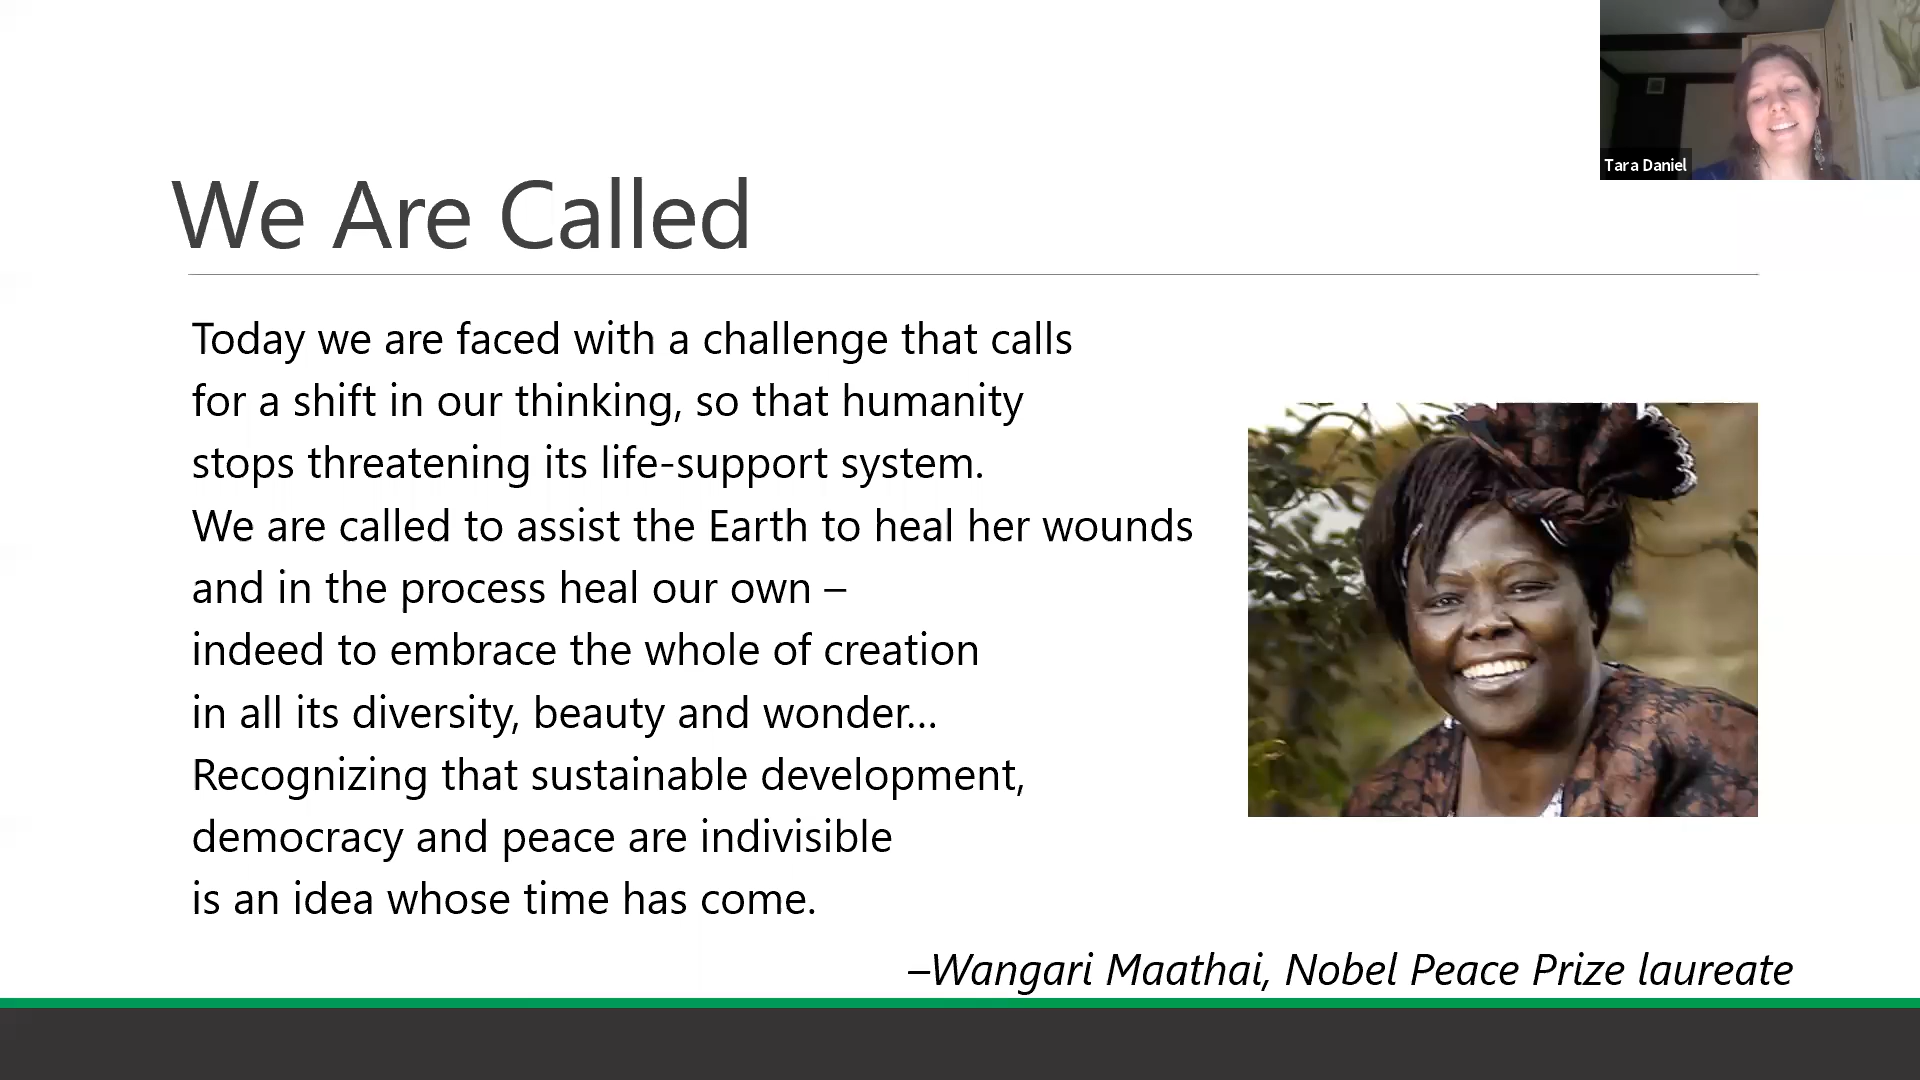 Tara Daniel
We Are Called
Today we are faced with a challenge that calls
for a shift in our thinking, so that humanity
stops threatening its life-support system.
We are called to assist the Earth to heal her wounds
and in the process heal our own –
indeed to embrace the whole of creation
in all its diversity, beauty and wonder…
Recognizing that sustainable development,
democracy and peace are indivisible
is an idea whose time has come.
–Wangari Maathai, Nobel Peace Prize laureate